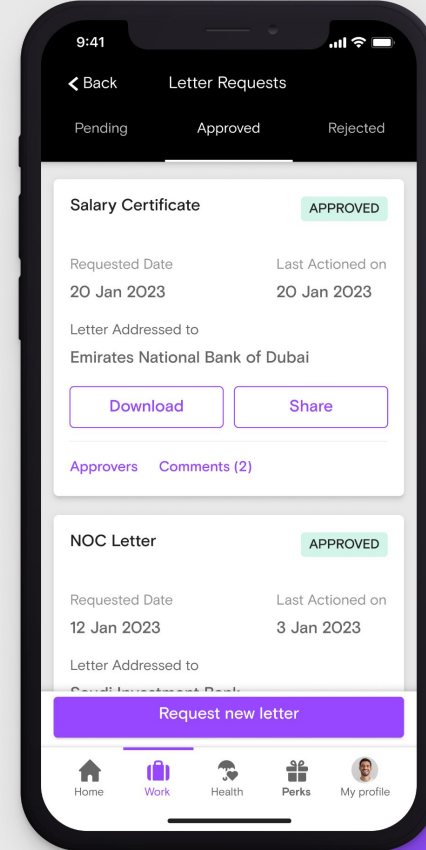 9:41
Back Letter Requests
Pending Approved Rejected
Salary Certificate APPROVED
Requested Date Last Actioned on
20 Jan 2023 20 Jan 2023
Letter Addressed to
Emirates National Bank of Dubai
Download Share
Approvers Comments (2)
NOC Letter APPROVED
Requested Date Last Actioned on
12 Jan 2023 3 Jan 2023
Letter Addressed to
Saudi Investment Bank
Request new letter
Home Work Health Perks My profile